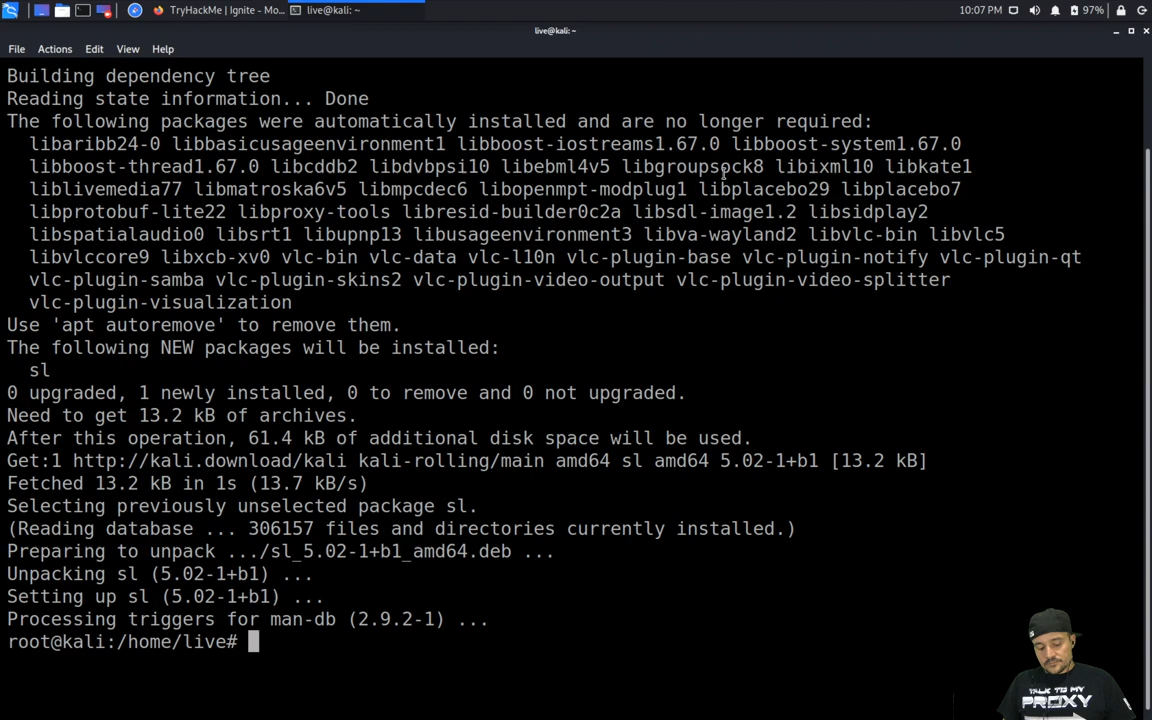 TryHackMe | Ignite - Mo...
live@kali: ~
10:07 PM
97%
live@kali: ~
File Actions Edit View Help
Building dependency tree
Reading state information... Done
The following packages were automatically installed and are no longer required:
libaribb24-0 libbasicusageenvironment1 libboost-iostreams1.67.0 libboost-system1.67.0
libboost-thread1.67.0 libcddb2 libdvbpsi10 libebml4v5 libgroupsock8 libixml10 libkate1
liblivemedia77 libmatroska6v5 libmpcdec6 libopenmpt-modplug1 libplacebo29 libplacebo7
libprotobuf-lite22 libproxy-tools libresid-builder0c2a libsdl-image1.2 libsidplay2
libspatialaudio0 libsrt1 libupnp13 libusageenvironment3 libva-wayland2 libvlc-bin libvlc5
libvlccore9 libxcb-xv0 vlc-bin vlc-data vlc-l10n vlc-plugin-base vlc-plugin-notify vlc-plugin-qt
vlc-plugin-samba vlc-plugin-skins2 vlc-plugin-video-output vlc-plugin-video-splitter
vlc-plugin-visualization
Use 'apt autoremove' to remove them.
The following NEW packages will be installed:
sl
0 upgraded, 1 newly installed, 0 to remove and 0 not upgraded.
Need to get 13.2 kB of archives.
After this operation, 61.4 kB of additional disk space will be used.
Get:1 http://kali.download/kali kali-rolling/main amd64 sl amd64 5.02-1+b1 [13.2 kB]
Fetched 13.2 kB in 1s (13.7 kB/s)
Selecting previously unselected package sl.
(Reading database ... 306157 files and directories currently installed.)
Preparing to unpack .../sl_5.02-1+b1_amd64.deb ...
Unpacking sl (5.02-1+b1) ...
Setting up sl (5.02-1+b1) ...
Processing triggers for man-db (2.9.2-1) ...
root@kali:/home/live#
TALK TO MY
PROXY